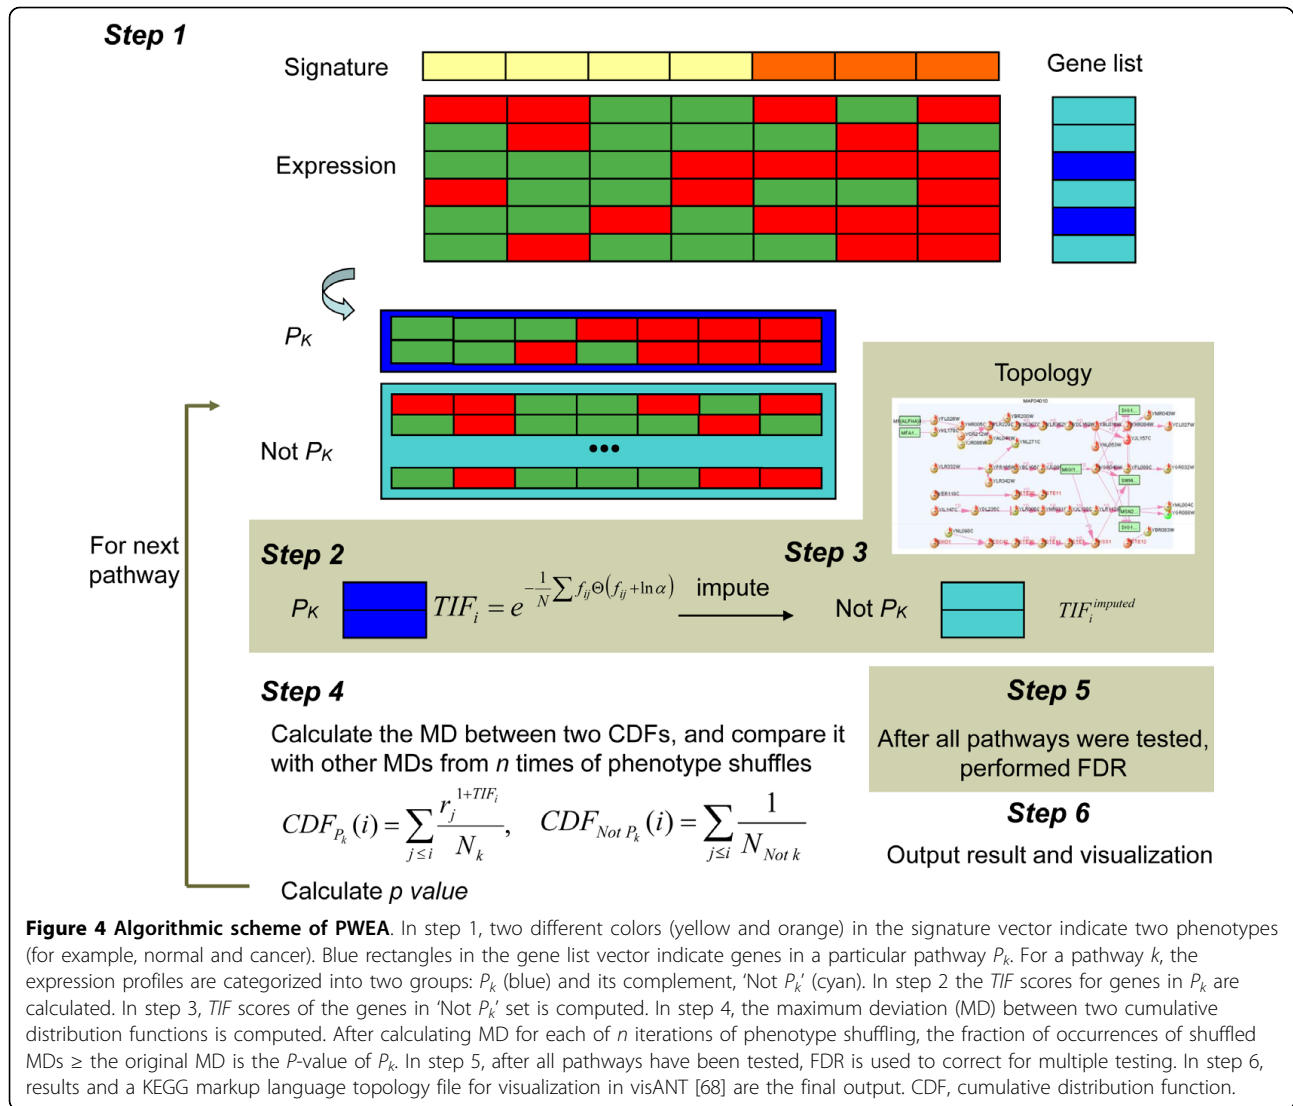 Step 1
Signature
Gene list
Expression
PK
Not PK
Topology
MAP04010
For next
pathway
Step 2
Step 3
PK
TIF_i = e^{-\frac{1}{N}\sum f_{ij}Θ(f_{ij}+\ln α)}
impute
Not PK
TIF_i^{imputed}
Step 4
Calculate the MD between two CDFs, and compare it
with other MDs from n times of phenotype shuffles
CDF_{P_k}(i) = \sum_{j≤i} \frac{r_j^{1+TIF_i}}{N_k}, CDF_{Not P_k}(i) = \sum_{j≤i} \frac{1}{N_{Not k}}
Calculate p value
Step 5
After all pathways were tested,
performed FDR
Step 6
Output result and visualization
Figure 4 Algorithmic scheme of PWEA. In step 1, two different colors (yellow and orange) in the signature vector indicate two phenotypes
(for example, normal and cancer). Blue rectangles in the gene list vector indicate genes in a particular pathway Pk. For a pathway k, the
expression profiles are categorized into two groups: Pk (blue) and its complement, ‘Not Pk’ (cyan). In step 2 the TIF scores for genes in Pk are
calculated. In step 3, TIF scores of the genes in ‘Not Pk’ set is computed. In step 4, the maximum deviation (MD) between two cumulative
distribution functions is computed. After calculating MD for each of n iterations of phenotype shuffling, the fraction of occurrences of shuffled
MDs ≥ the original MD is the P-value of Pk. In step 5, after all pathways have been tested, FDR is used to correct for multiple testing. In step 6,
results and a KEGG markup language topology file for visualization in visANT [68] are the final output. CDF, cumulative distribution function.